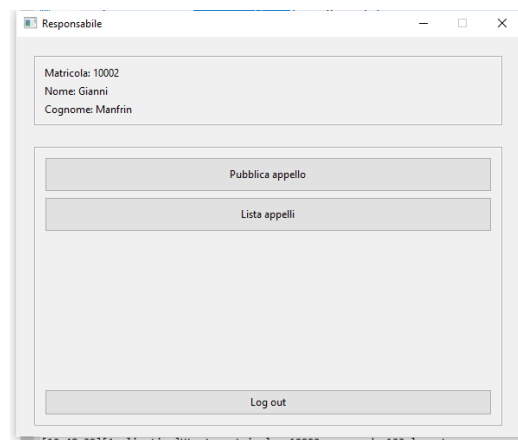 Responsabile
Matricola: 10002
Nome: Gianni
Cognome: Manfrin
Pubblica appello
Lista appelli
Log out